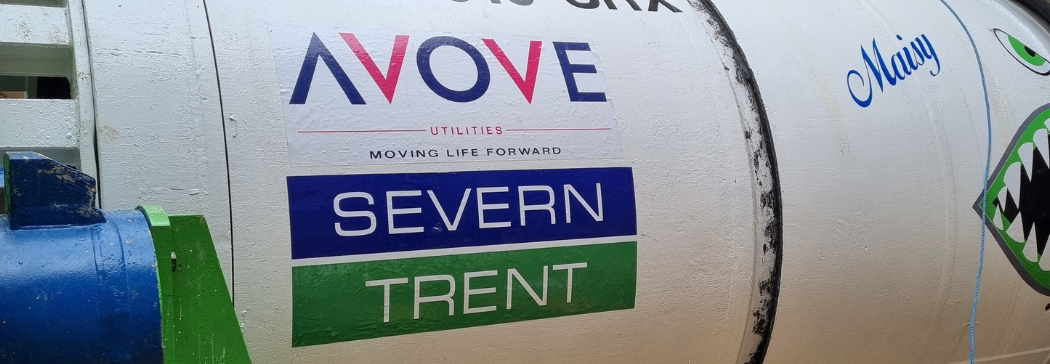 AVOVE
UTILITIES
MOVING LIFE FORWARD
SEVERN
TRENT
Maisy